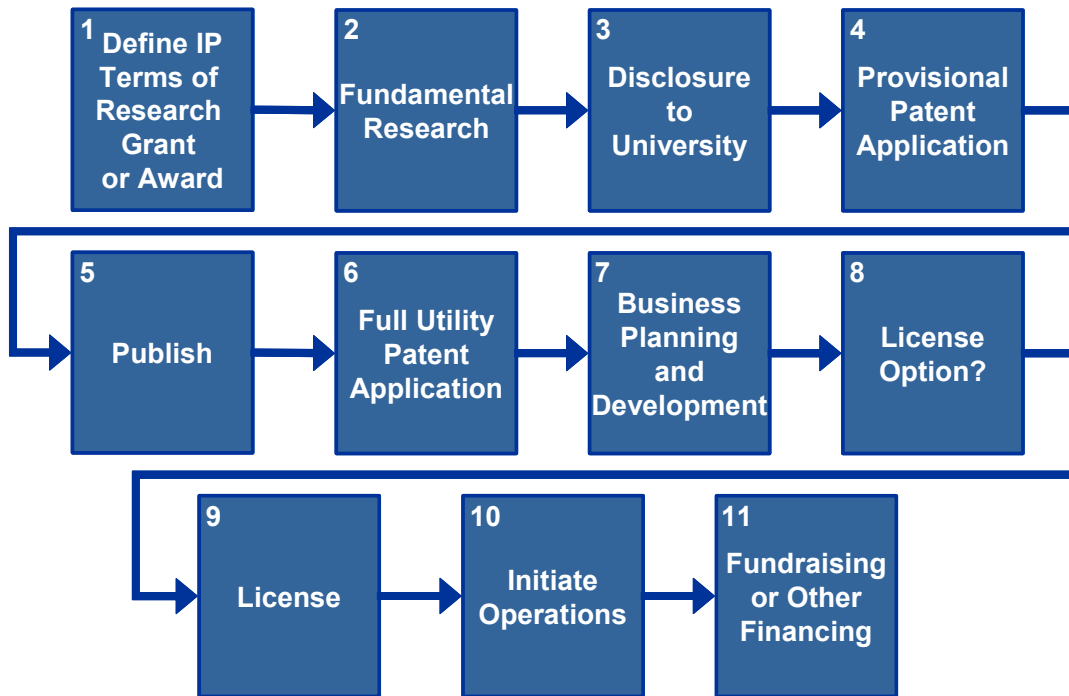 1
Define IP
Terms of
Research
Grant
or Award
2
Fundamental
Research
3
Disclosure
to
University
4
Provisional
Patent
Application
5
Publish
6
Full Utility
Patent
Application
7
Business
Planning
and
Development
8
License
Option?
9
License
10
Initiate
Operations
11
Fundraising
or Other
Financing